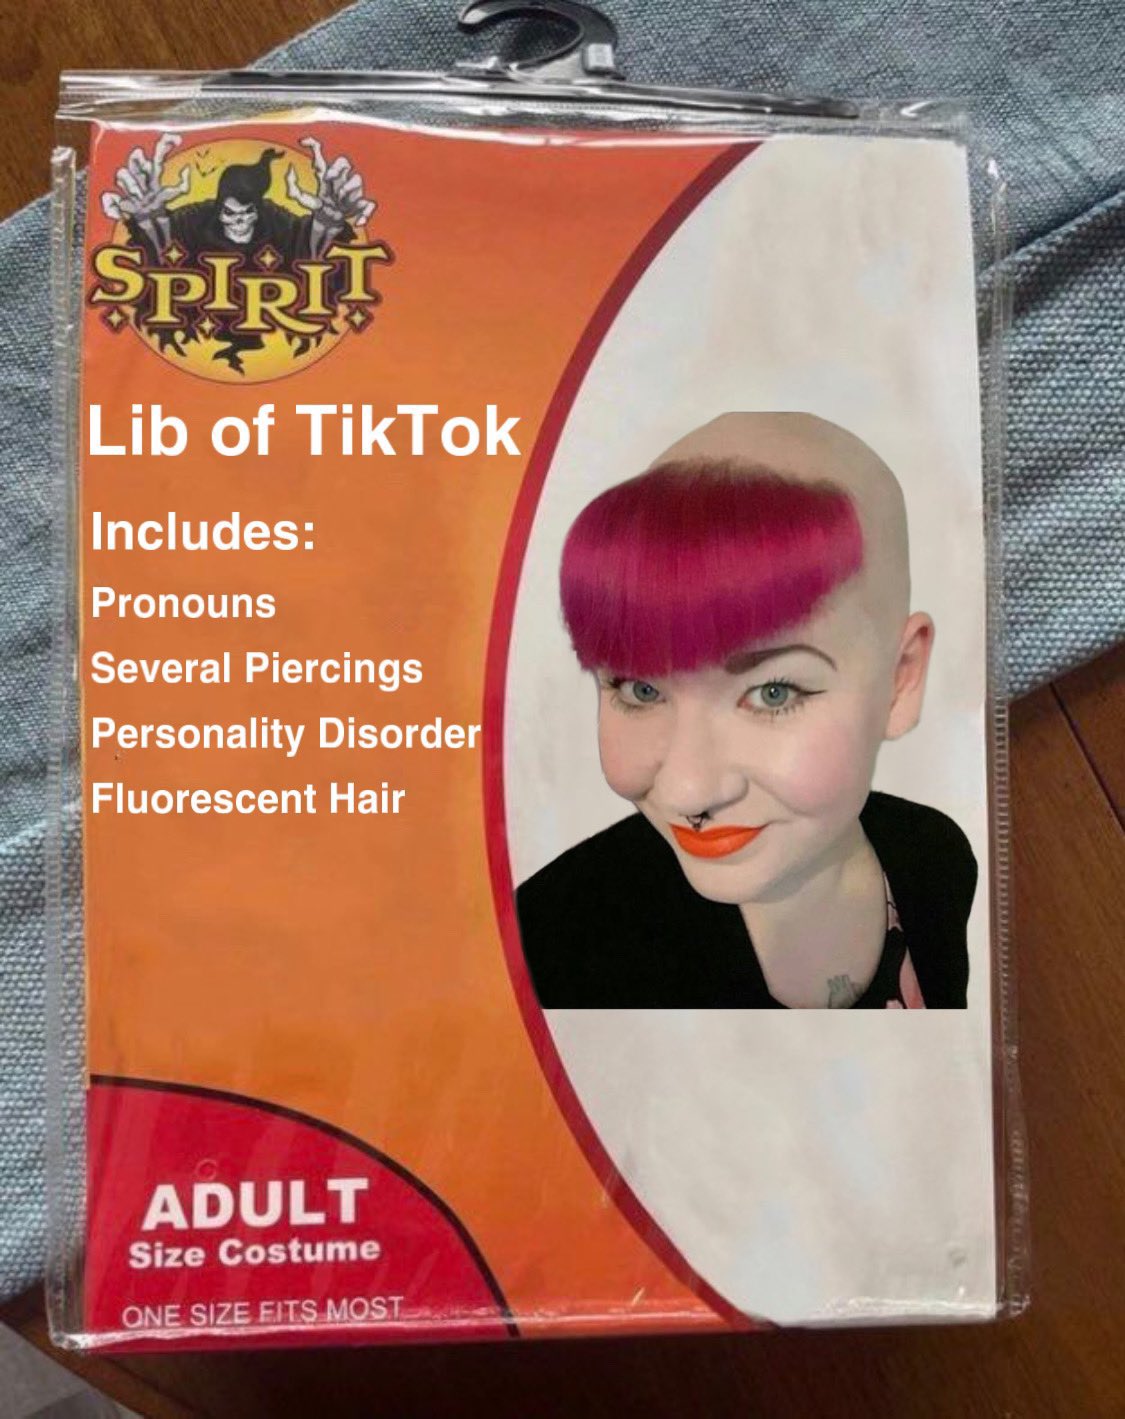 SPIRIT
Lib of TikTok
Includes:
Pronouns
Several Piercings
Personality Disorder
Fluorescent Hair
ADULT
Size Costume
ONE SIZE FITS MOST